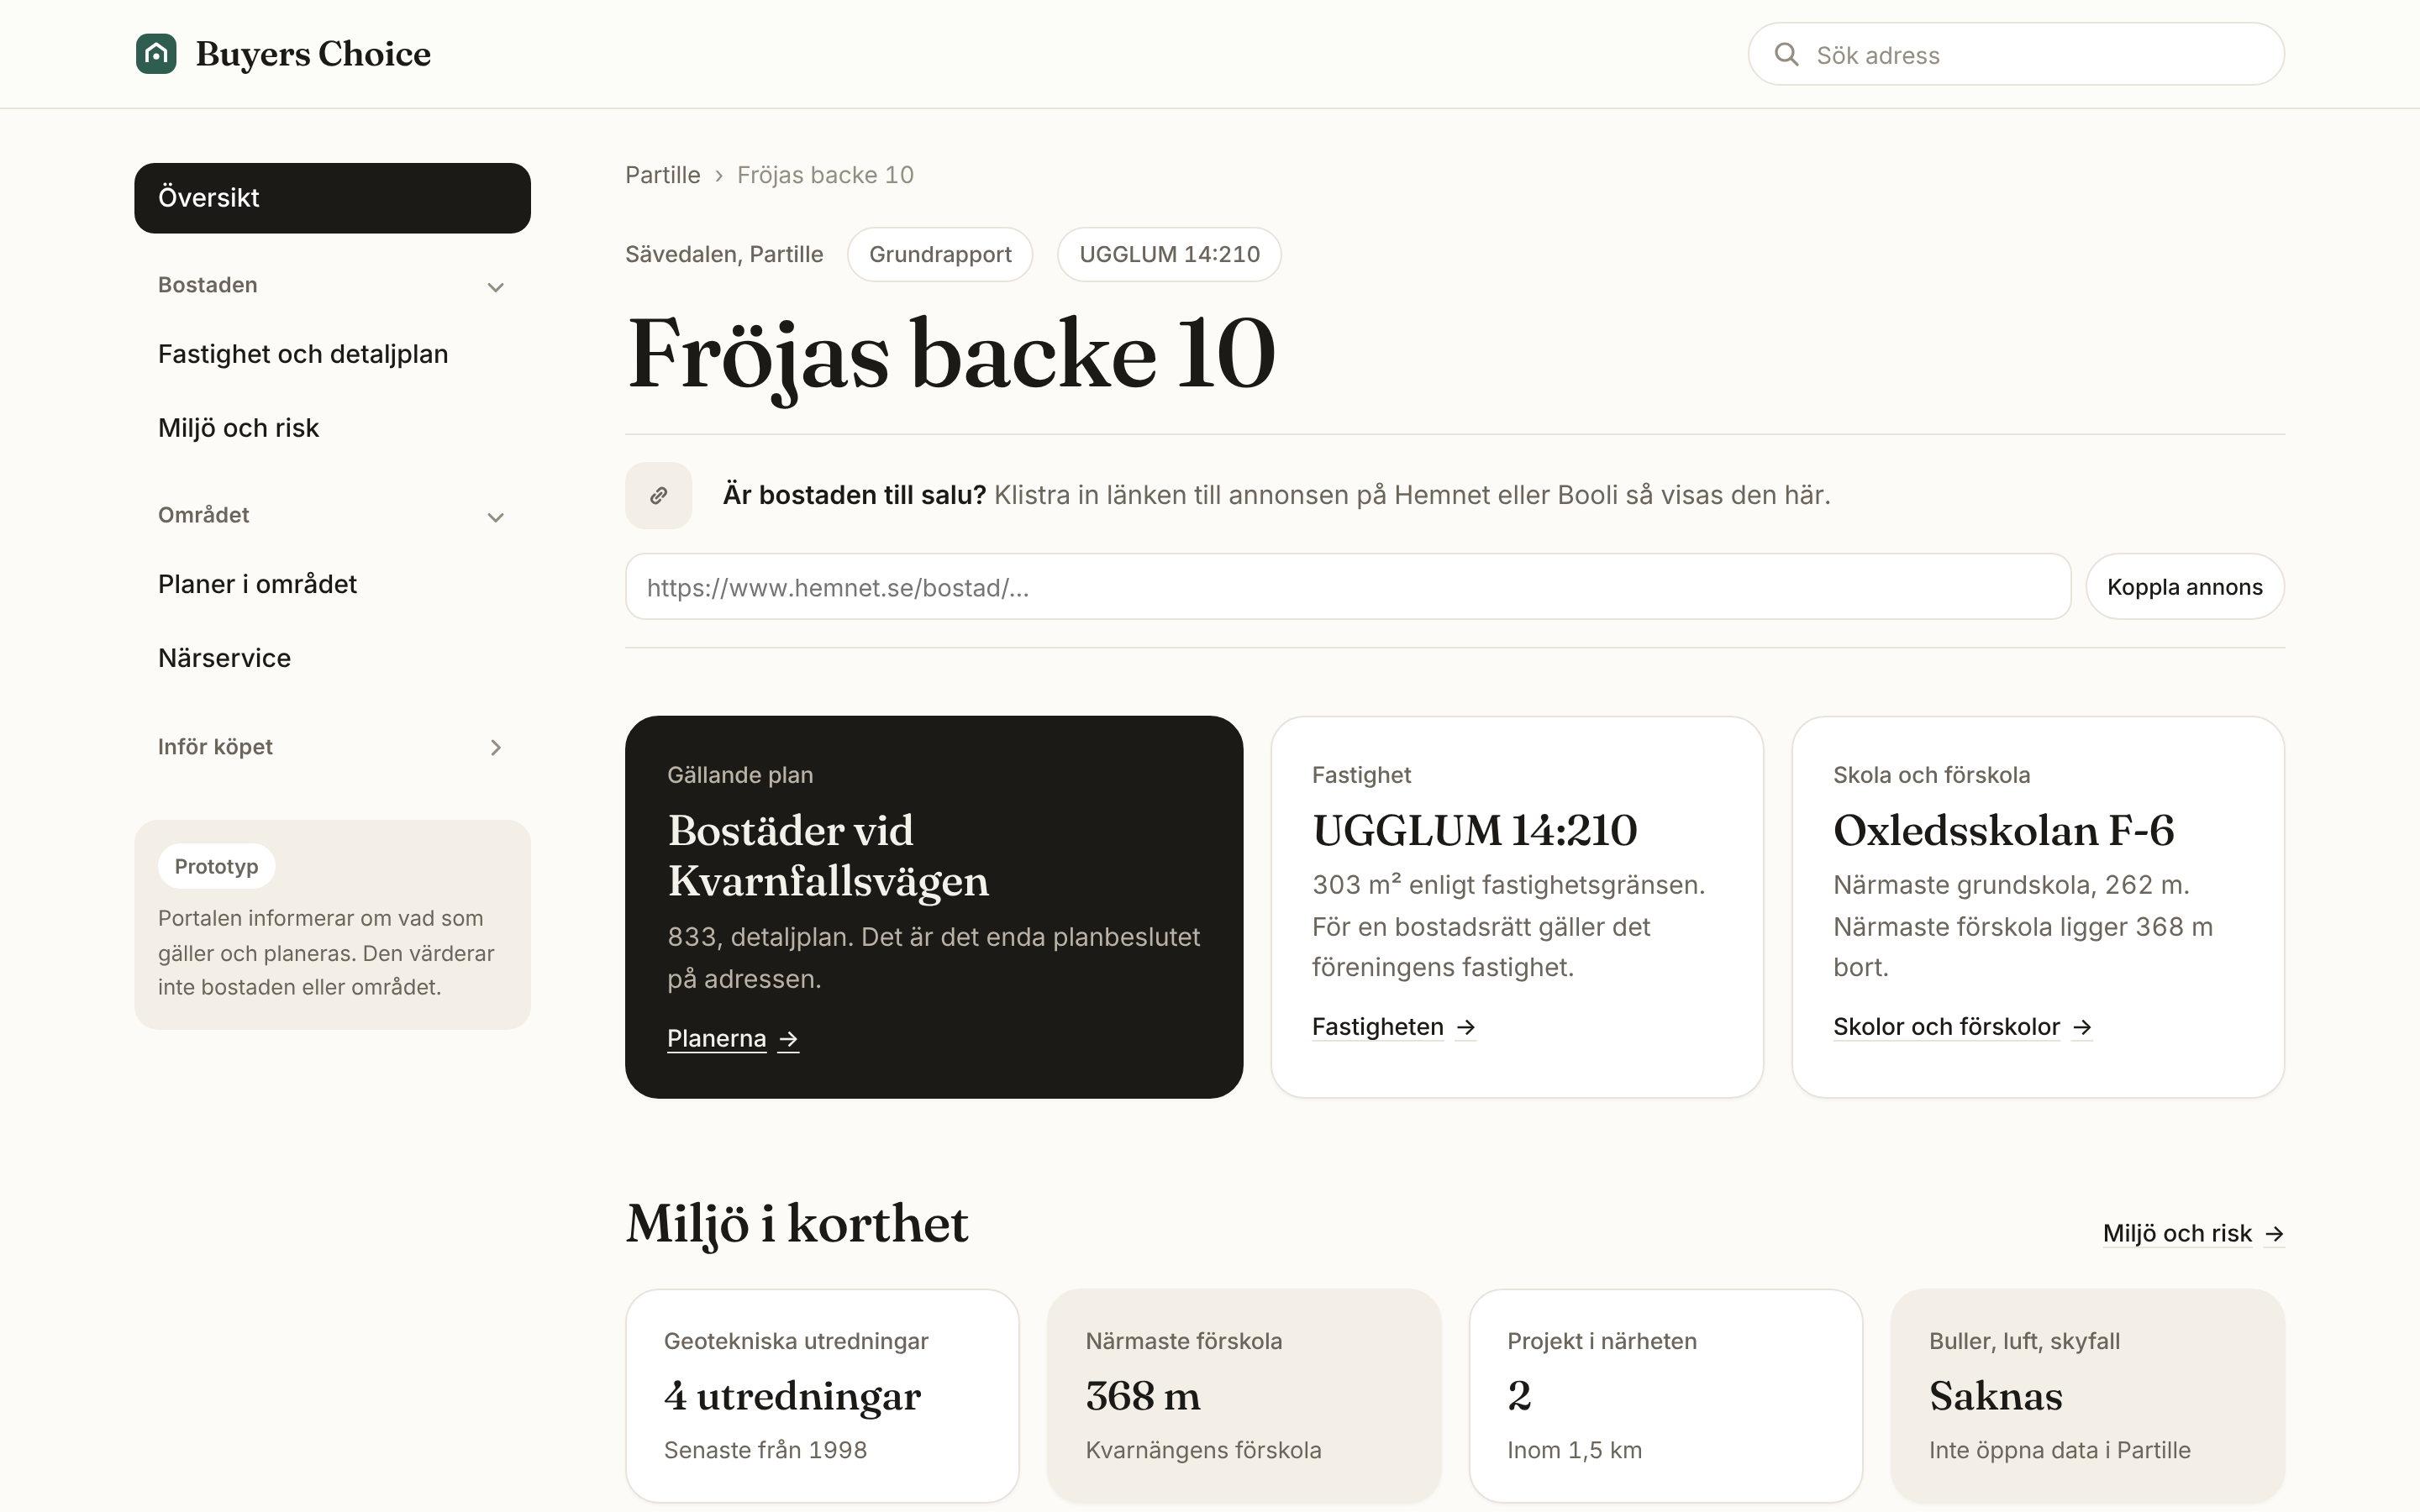 Buyers Choice
Sök adress
Översikt
Bostaden
Fastighet och detaljplan
Miljö och risk
Området
Planer i området
Närservice
Inför köpet
Prototyp
Portalen informerar om vad som
gäller och planeras. Den värderar
inte bostaden eller området.
Partille › Fröjas backe 10
Sävedalen, Partille Grundrapport UGGLUM 14:210
Fröjas backe 10
Är bostaden till salu? Klistra in länken till annonsen på Hemnet eller Booli så visas den här.
https://www.hemnet.se/bostad/...
Koppla annons
Gällande plan
Bostäder vid
Kvarnfallsvägen
833, detaljplan. Det är det enda planbeslutet
på adressen.
Planerna →
Fastighet
UGGLUM 14:210
303 m² enligt fastighetsgränsen.
För en bostadsrätt gäller det
föreningens fastighet.
Fastigheten →
Skola och förskola
Oxledsskolan F-6
Närmaste grundskola, 262 m.
Närmaste förskola ligger 368 m
bort.
Skolor och förskolor →
Miljö i korthet
Miljö och risk →
Geotekniska utredningar
4 utredningar
Senaste från 1998
Närmaste förskola
368 m
Kvarnängens förskola
Projekt i närheten
2
Inom 1,5 km
Buller, luft, skyfall
Saknas
Inte öppna data i Partille